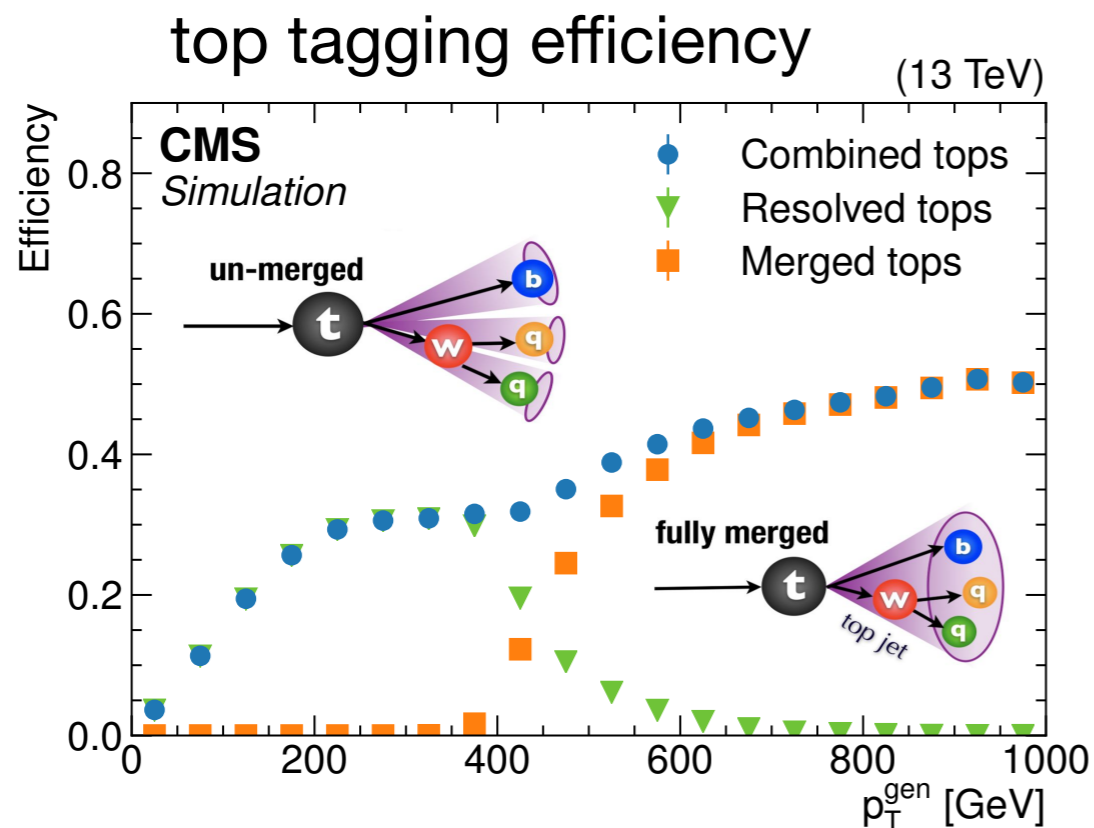 top tagging efficiency
(13 TeV)
Efficiency
CMS
Simulation
Combined tops
Resolved tops
Merged tops
un-merged
t
b
w
q
q
fully merged
t
b
w
q
q
top jet
0.8
0.6
0.4
0.2
0.0
0 200 400 600 800 1000
p_T^gen [GeV]